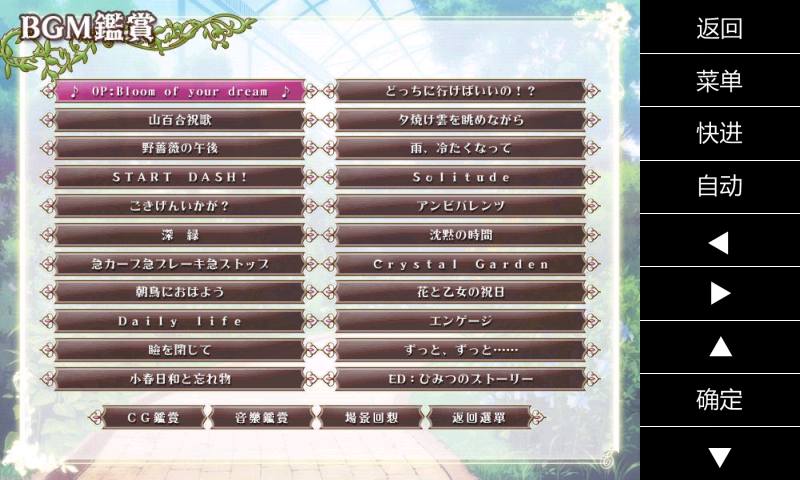 BGM鑑賞
♪ OP:Bloom of your dream ♪
山百合祝歌
野薔薇の午後
START DASH!
ごきげんいかが?
深 緑
急カーブ急ブレーキ急ストップ
朝鳥におはよう
Daily life
瞼を閉じて
小春日和と忘れ物
どっちに行けばいいの!?
夕焼け雲を眺めながら
雨、冷たくなって
Solitude
アンビバレンツ
沈黙の時間
Crystal Garden
花と乙女の祝日
エンゲージ
ずっと、ずっと……
ED:ひみつのストーリー
CG鑑賞
音樂鑑賞
場景回想
返回選單
返回
菜单
快进
自动
◀
▶
▲
确定
▼